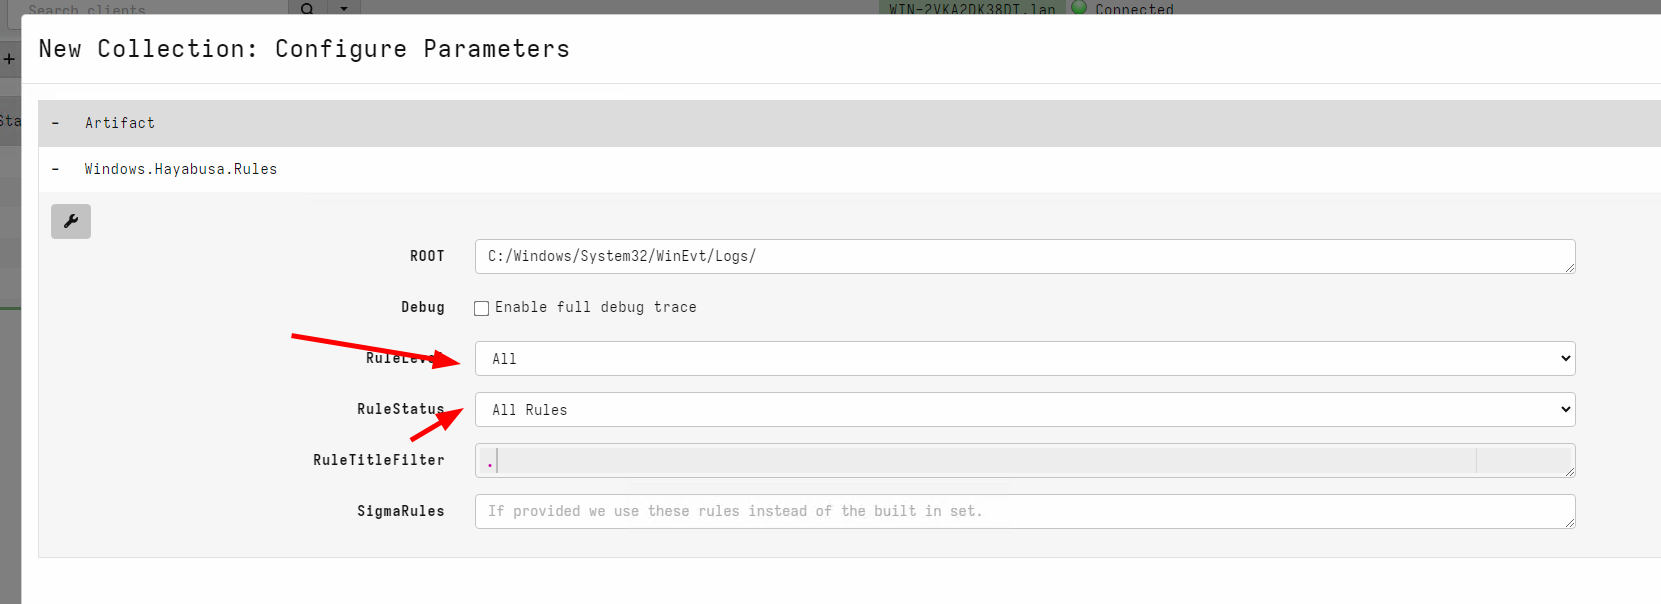 Search clients
WIN-2VKA2DK38DT.lan Connected
New Collection: Configure Parameters
+
Sta
- Artifact
- Windows.Hayabusa.Rules
ROOT C:/Windows/System32/WinEvt/Logs/
Debug Enable full debug trace
RuleLevel All
RuleStatus All Rules
RuleTitleFilter .
SigmaRules If provided we use these rules instead of the built in set.